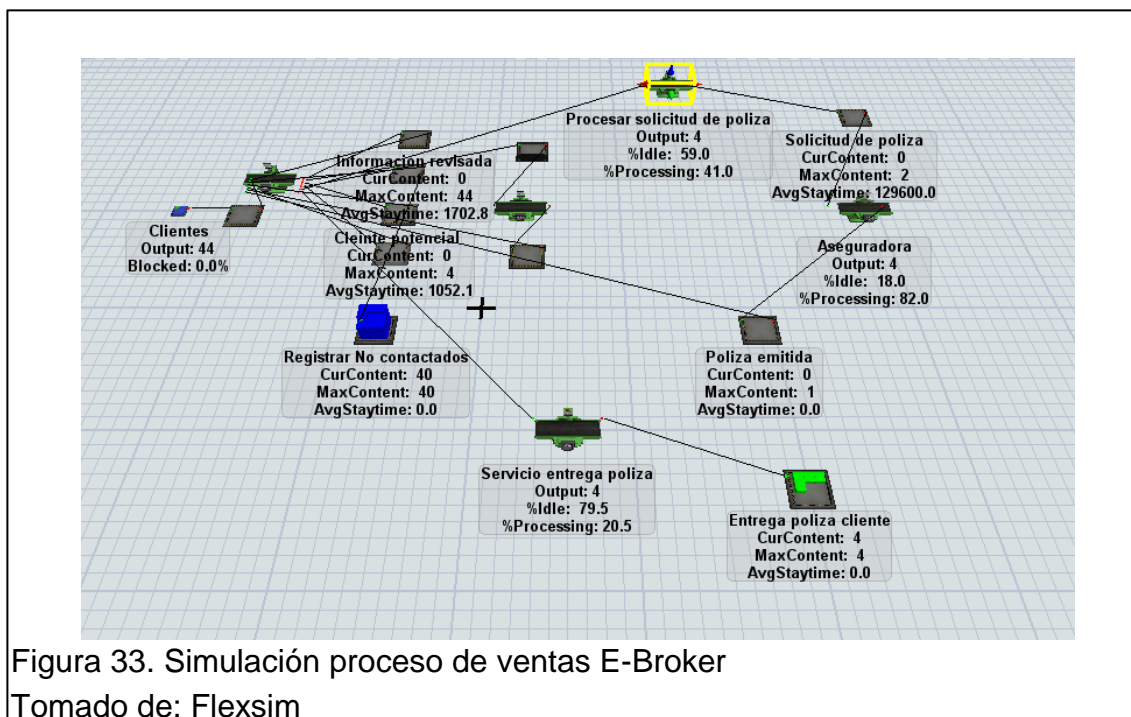 Procesar solicitud de poliza
Output: 4
%Idle: 59.0
%Processing: 41.0
Solicitud de poliza
CurContent: 0
MaxContent: 2
AvgStaytime: 129600.0
Información revisada
CurContent: 0
MaxContent: 44
AvgStaytime: 1702.8
Clientes
Output: 44
Blocked: 0.0%
Cleinte potencial
CurContent: 0
MaxContent: 4
AvgStaytime: 1052.1
Aseguradora
Output: 4
%Idle: 18.0
%Processing: 82.0
Registrar No contactados
CurContent: 40
MaxContent: 40
AvgStaytime: 0.0
Poliza emitida
CurContent: 0
MaxContent: 1
AvgStaytime: 0.0
Servicio entrega poliza
Output: 4
%Idle: 79.5
%Processing: 20.5
Entrega poliza cliente
CurContent: 4
MaxContent: 4
AvgStaytime: 0.0
Figura 33. Simulación proceso de ventas E-Broker
Tomado de: Flexsim